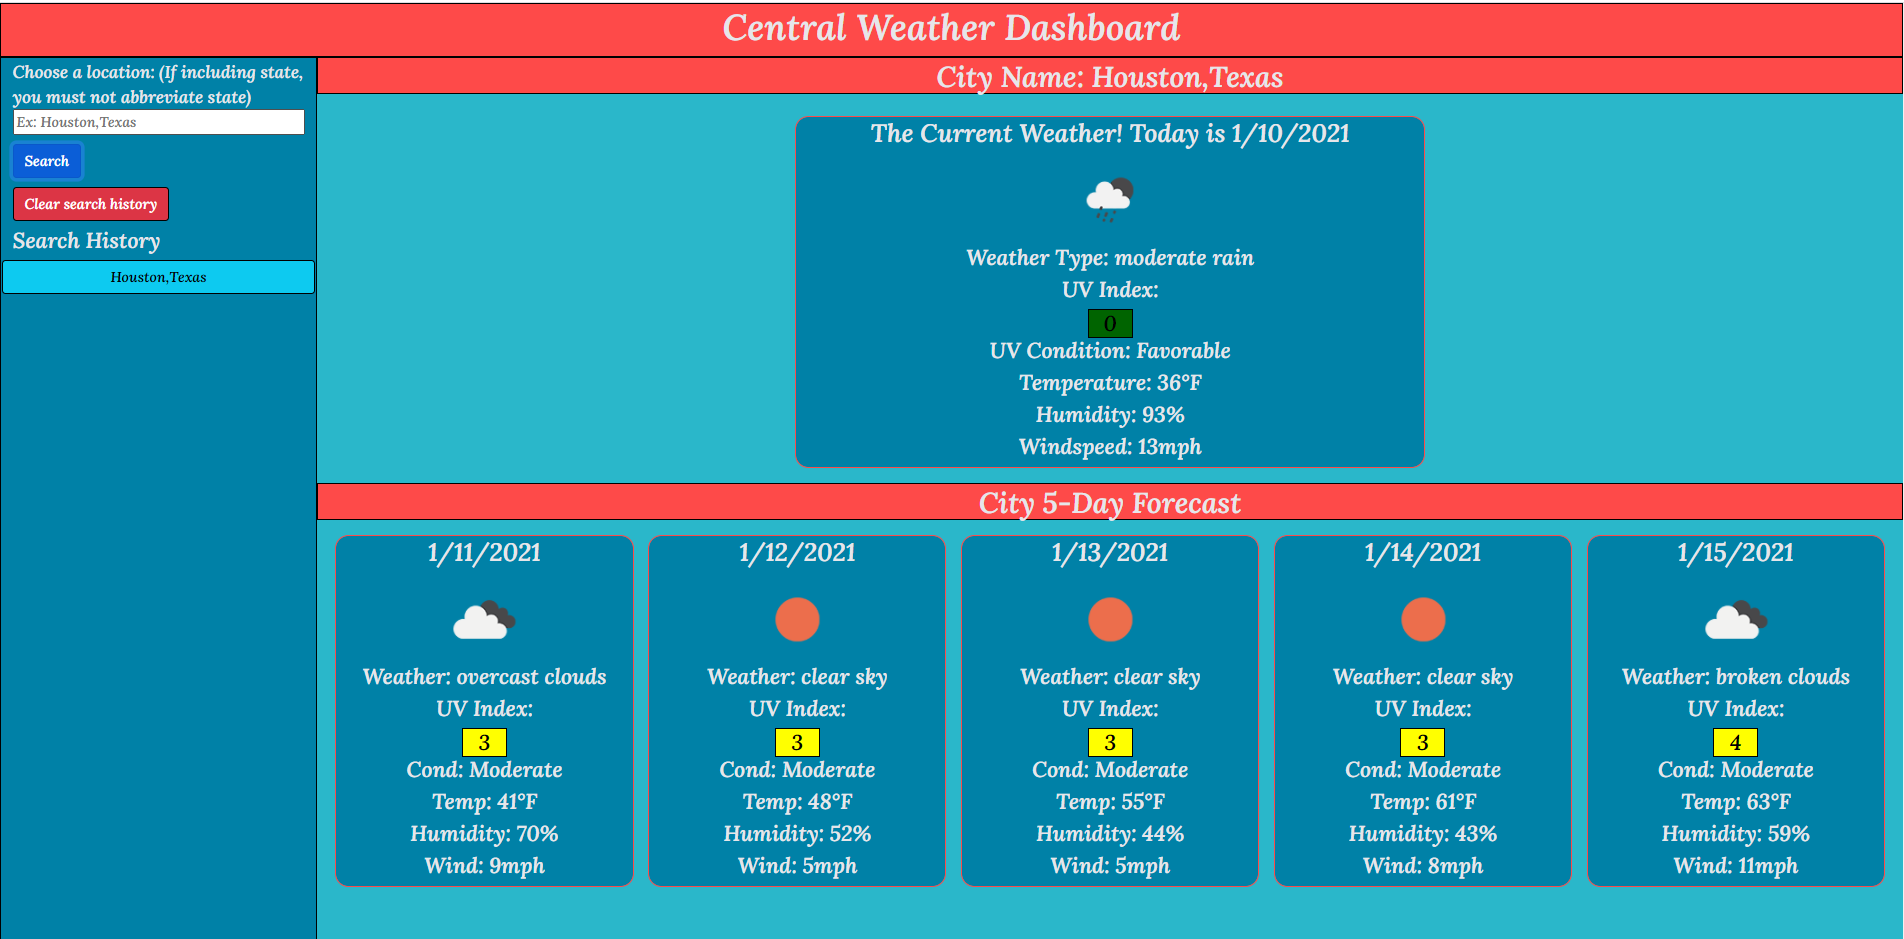 Central Weather Dashboard
Choose a location: (If including state,
you must not abbreviate state)
Ex: Houston,Texas
Search
Clear search history
Search History
Houston,Texas
City Name: Houston,Texas
The Current Weather! Today is 1/10/2021
Weather Type: moderate rain
UV Index:
0
UV Condition: Favorable
Temperature: 36°F
Humidity: 93%
Windspeed: 13mph
City 5-Day Forecast
1/11/2021
Weather: overcast clouds
UV Index:
3
Cond: Moderate
Temp: 41°F
Humidity: 70%
Wind: 9mph
1/12/2021
Weather: clear sky
UV Index:
3
Cond: Moderate
Temp: 48°F
Humidity: 52%
Wind: 5mph
1/13/2021
Weather: clear sky
UV Index:
3
Cond: Moderate
Temp: 55°F
Humidity: 44%
Wind: 5mph
1/14/2021
Weather: clear sky
UV Index:
3
Cond: Moderate
Temp: 61°F
Humidity: 43%
Wind: 8mph
1/15/2021
Weather: broken clouds
UV Index:
4
Cond: Moderate
Temp: 63°F
Humidity: 59%
Wind: 11mph